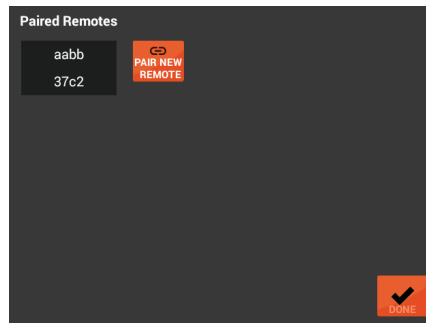 Paired Remotes
aabb
37c2
PAIR NEW
REMOTE
DONE